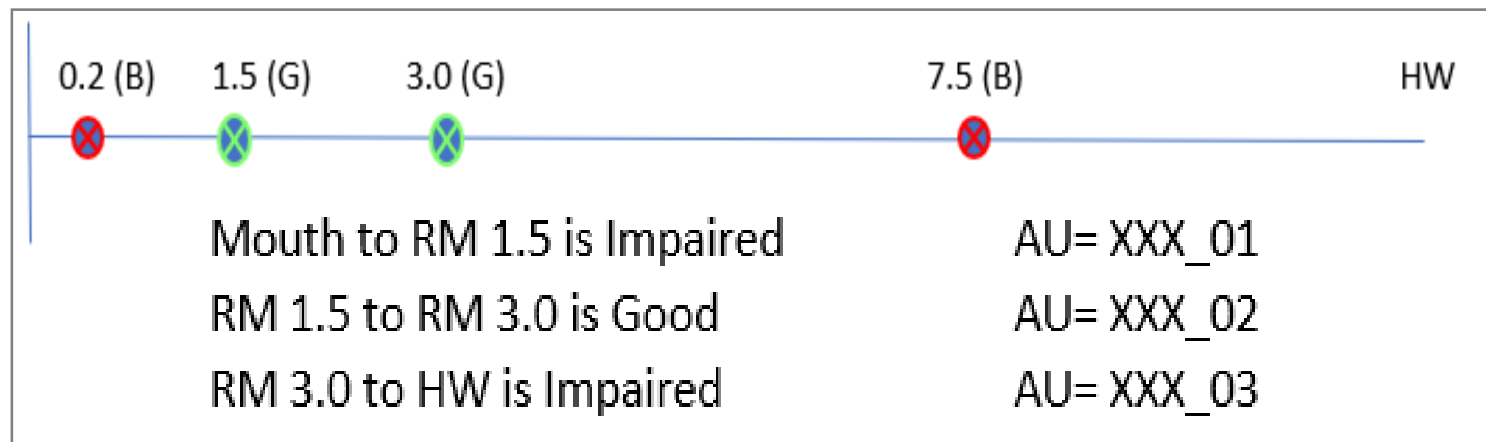 0.2 (B) 1.5 (G) 3.0 (G) 7.5 (B) HW
Mouth to RM 1.5 is Impaired AU= XXX_01
RM 1.5 to RM 3.0 is Good AU= XXX_02
RM 3.0 to HW is Impaired AU= XXX_03